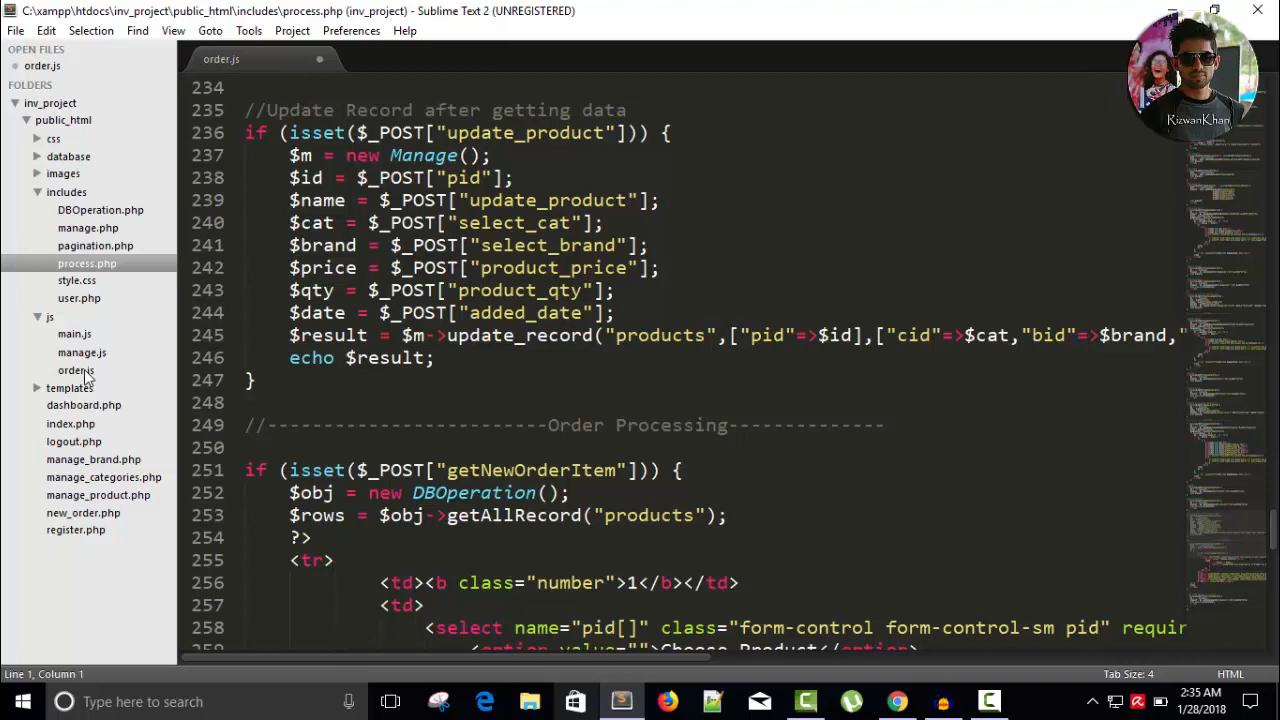 C:\xampp\htdocs\inv_project\public_html\includes\process.php (inv_project) - Sublime Text 2 (UNREGISTERED)
File Edit Selection Find View Goto Tools Project Preferences Help
OPEN FILES
order.js
FOLDERS
inv_project
public_html
css
database
images
includes
DBOperation.php
manage.php
pagination.php
process.php
style.css
user.php
js
main.js
manage.js
order.js
templates
dashboard.php
index.php
logout.php
manage_brand.php
manage_categories.php
manage_product.php
new_order.php
register.php
order.js
RizwanKhan
234
235 //Update Record after getting data
236 if (isset($_POST["update_product"])) {
237 $m = new Manage();
238 $id = $_POST["pid"];
239 $name = $_POST["update_product"];
240 $cat = $_POST["select_cat"];
241 $brand = $_POST["select_brand"];
242 $price = $_POST["product_price"];
243 $qty = $_POST["product_qty"];
244 $date = $_POST["added_date"];
245 $result = $m->update_record("products",["pid"=>$id],["cid"=>$cat,"bid"=>$brand,"
246 echo $result;
247 }
248
249 //-------------------------Order Processing--------------
250
251 if (isset($_POST["getNewOrderItem"])) {
252 $obj = new DBOperation();
253 $rows = $obj->getAllRecord("products");
254 ?>
255 <tr>
256 <td><b class="number">1</b></td>
257 <td>
258 <select name="pid[]" class="form-control form-control-sm pid" requir
259 <option value="">Choose Product</option>
Line 1, Column 1
Tab Size: 4 HTML
Type here to search
2:35 AM
1/28/2018